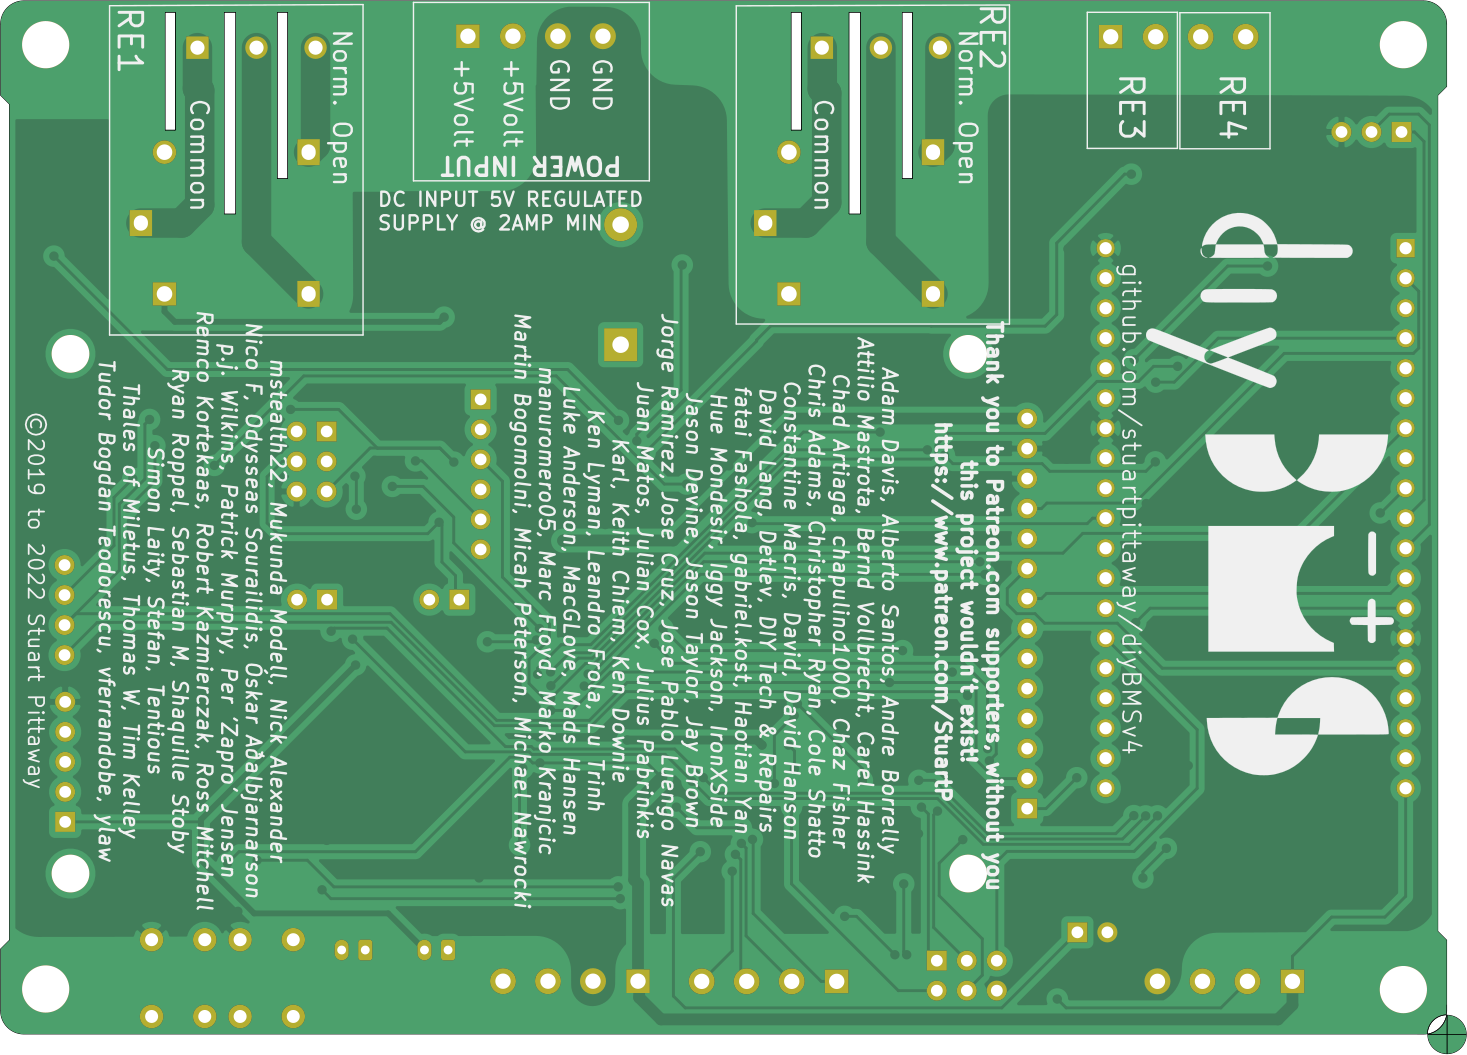 RE1
Common
Norm. Open
+5Volt
+5Volt
GND
GND
POWER INPUT
DC INPUT 5V REGULATED
SUPPLY @ 2AMP MIN
RE2
Common
Norm. Open
RE3
RE4
Thank you to Patreon.com supporters, without you
this project wouldn't exist!
https://www.patreon.com/StuartP
Adam Davis, Alberto Santos, Andre Borrelly
Attilio Mastrota, Bernd Vollbrecht, Carel Hassink
Chad Attaga, chapulino1000, Chaz Fisher
Chris Adams, Christopher Ryan, Cole Shatto
Constantine Macris, David, David Hanson
David Lang, Detlev, DIY Tech & Repairs
fatai Fashola, gabriel.kost, Haotian Yan
Hue Mondesil, Iggy Jackson, IronXSide
Jason Devine, Jason Taylor, Jay Brown
Jorge Ramirez, Jose Cruz, Jose Pablo Luengo Navas
Juan Matos, Julian Cox, Julius Pabrinkis
Karl, Keith Chiem, Ken Downie
Ken Lyman, Leandro Frola, Lu Trinh
Luke Anderson, MacGLove, Mads Hansen
manuromero05, Marc Floyd, Marko Kranjcic
Martin Bogomolni, Micah Peterson, Michael Nawrocki
mstealth22, Mukunda Modell, Nick Alexander
Nico F, Odysseas Sourailidis, Óskar Aðalbjarnarson
p.j. Wilkins, Patrick Murphy, Per 'Zappro' Jensen
Remco Kortekaas, Robert Kazmierczak, Ross Mitchell
Ryan Roppel, Sebastian M, Shaquille Stoby
Simon Laity, Stefan, Tentious
Thales of Miletus, Thomas W, Tim Kelley
Tudor Bogdan Teodorescu, vferrandobe, ylaw
©2019 to 2022 Stuart Pittaway
github.com/stuartpittaway/diyBMSv4